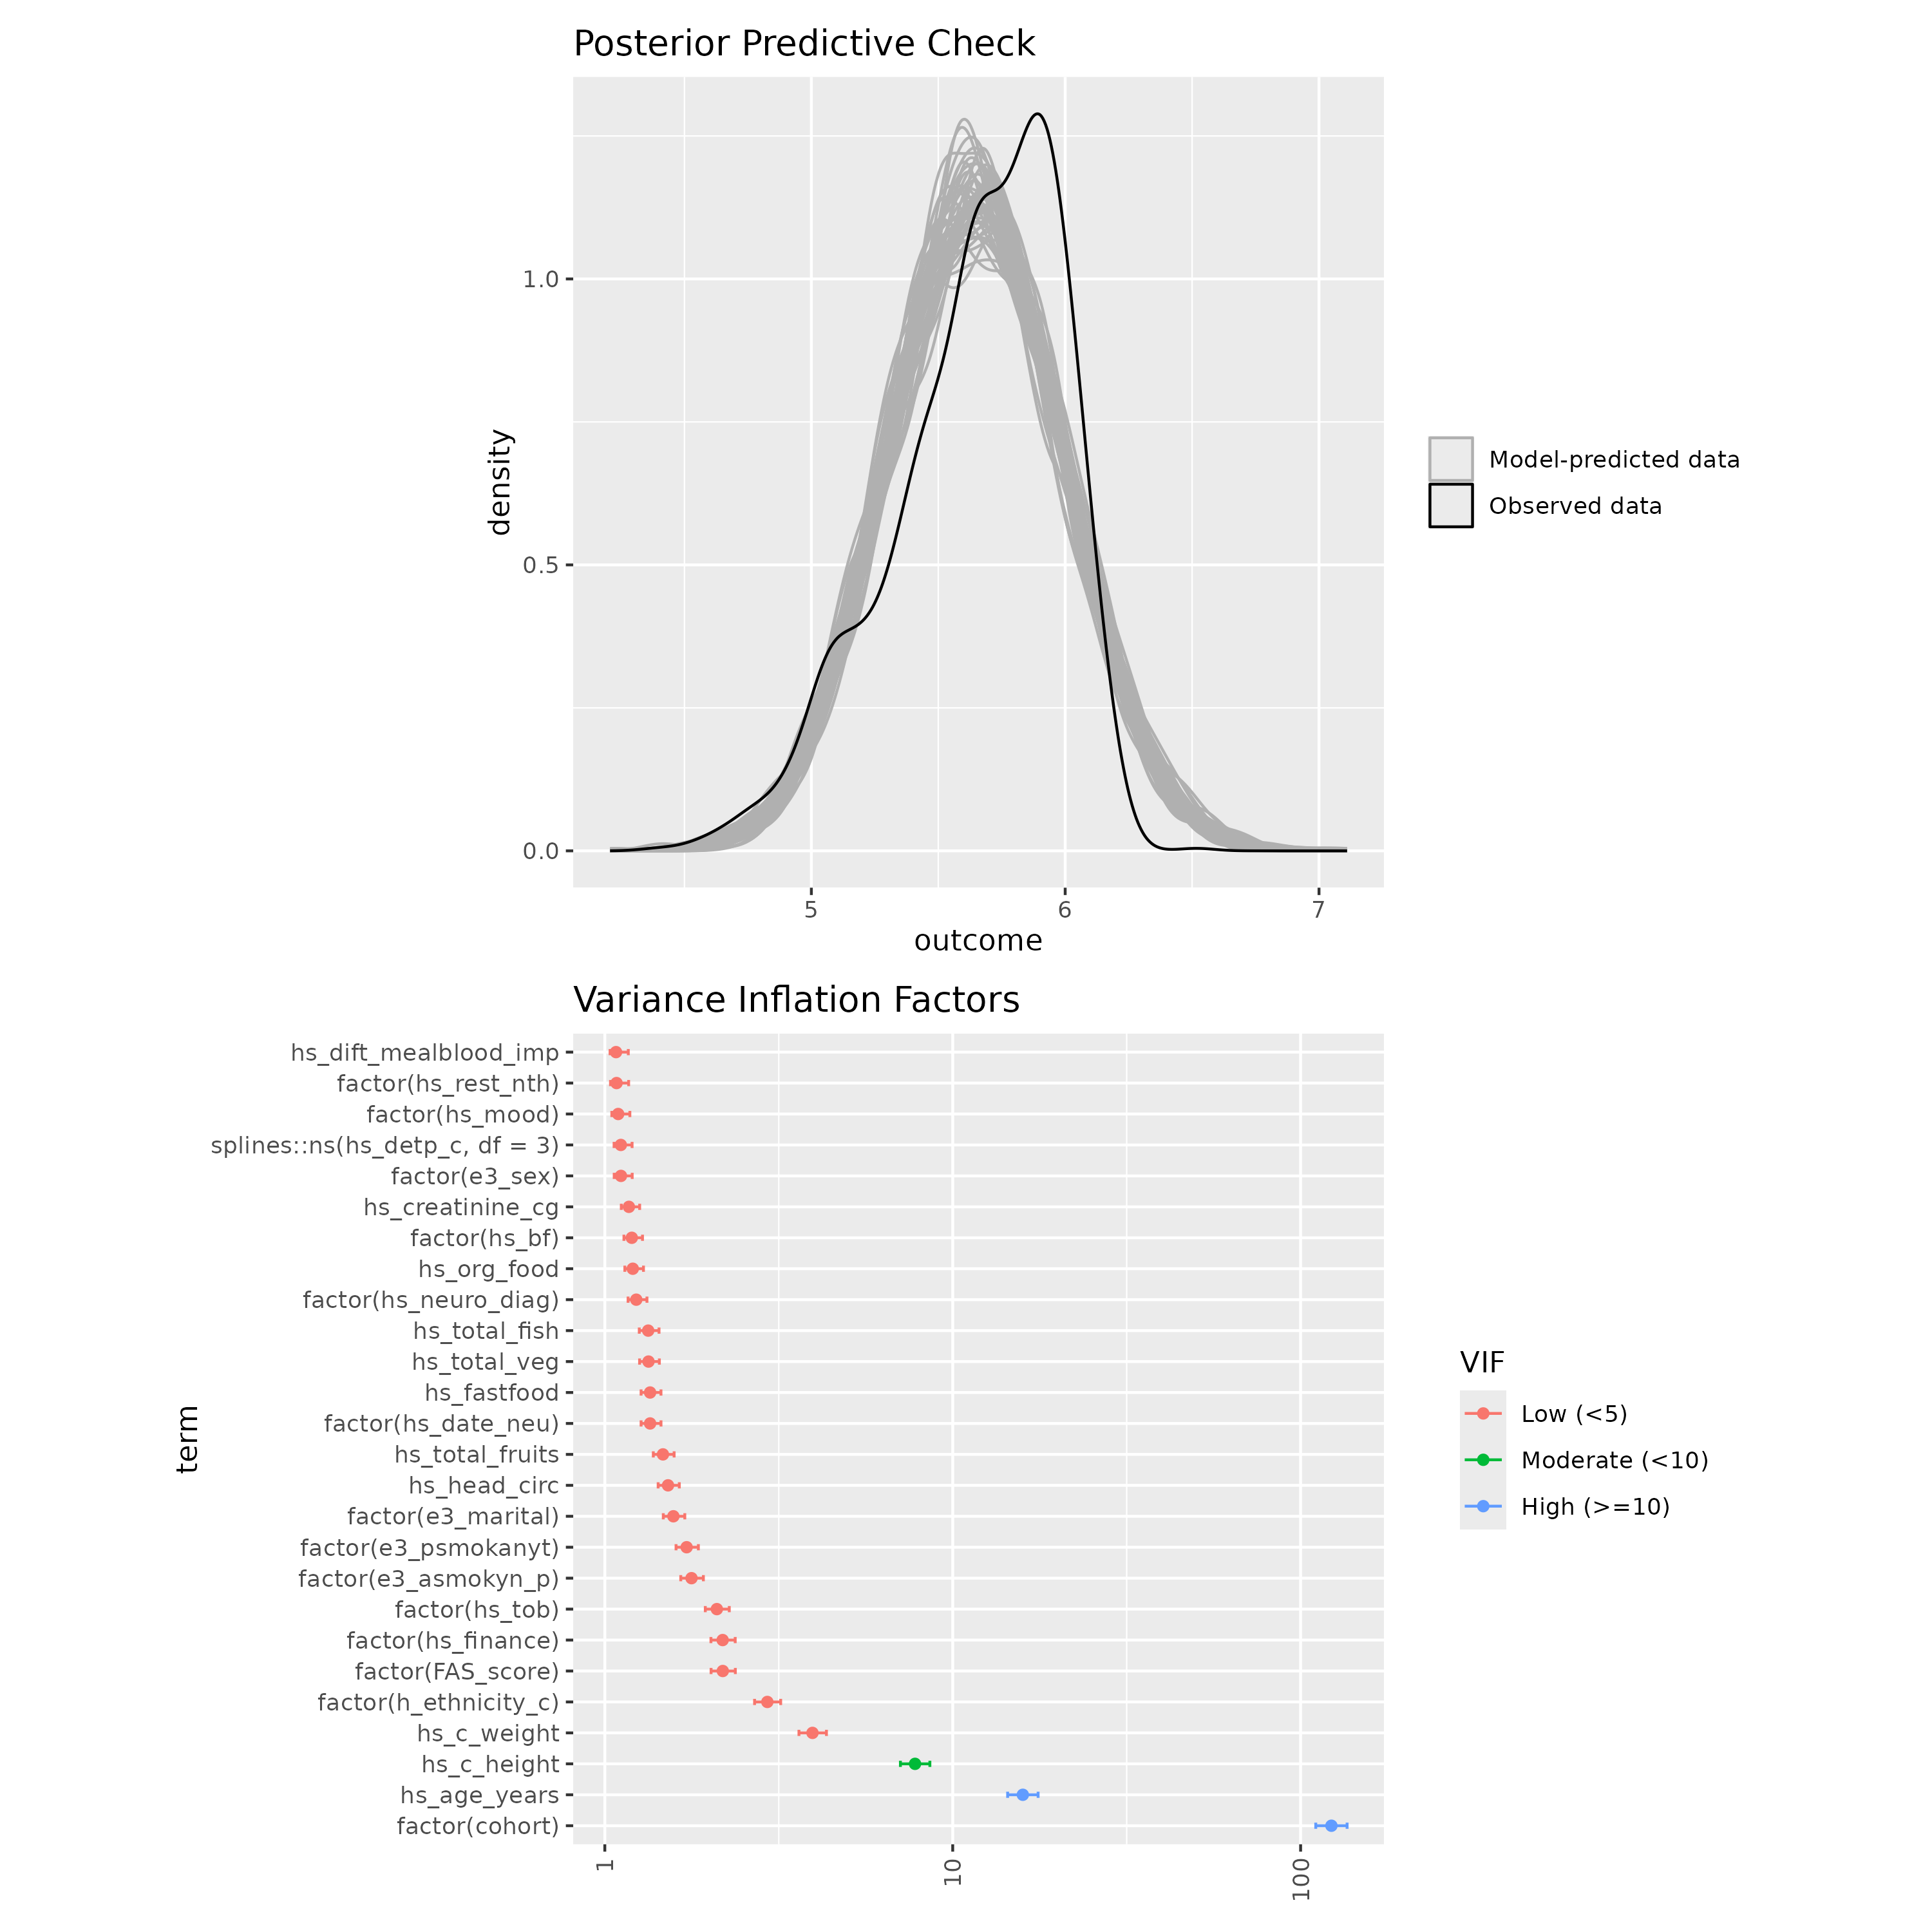 Posterior Predictive Check
density
1.0
0.5
0.0
5
6
7
outcome
Model-predicted data
Observed data
Variance Inflation Factors
term
hs_dift_mealblood_imp
factor(hs_rest_nth)
factor(hs_mood)
splines::ns(hs_detp_c, df = 3)
factor(e3_sex)
hs_creatinine_cg
factor(hs_bf)
hs_org_food
factor(hs_neuro_diag)
hs_total_fish
hs_total_veg
hs_fastfood
factor(hs_date_neu)
hs_total_fruits
hs_head_circ
factor(e3_marital)
factor(e3_psmokanyt)
factor(e3_asmokyn_p)
factor(hs_tob)
factor(hs_finance)
factor(FAS_score)
factor(h_ethnicity_c)
hs_c_weight
hs_c_height
hs_age_years
factor(cohort)
1
10
100
VIF
Low (<5)
Moderate (<10)
High (>=10)